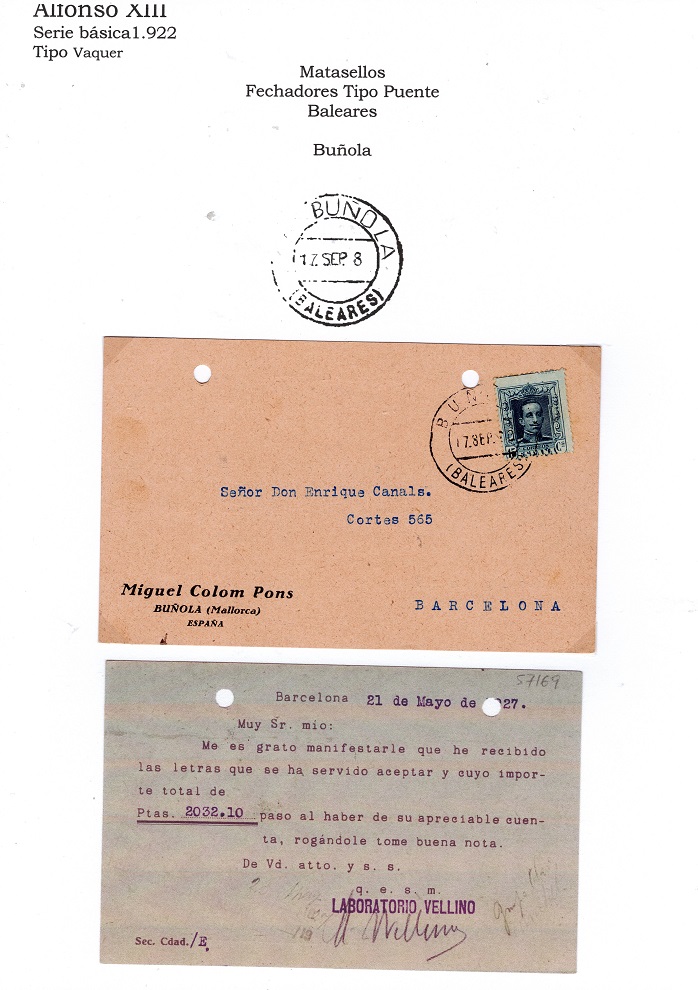 Alfonso XIII
Serie básica1.922
Tipo Vaquer
Matasellos
Fechadores Tipo Puente
Baleares
Buñola
BUÑOLA
17 SEP. 8
(BALEARES)
BUÑ
17.SEP.
(BALEARES)
Señor Don Enrique Canals.
Cortes 565
Miguel Colom Pons
BUÑOLA (Mallorca)
ESPAÑA
BARCELONA
57169
Barcelona 21 de Mayo de 27.
Muy Sr. mio:
Me es grato manifestarle que he recibido
las letras que se ha servido aceptar y cuyo impor-
te total de
Ptas. 2032.10 paso al haber de su apreciable cuen-
ta, rogándole tome buena nota.
De Vd. atto. y s. s.
q. e. s. m.
LABORATORIO VELLINO
Vellino
Sec. Cdad./E.